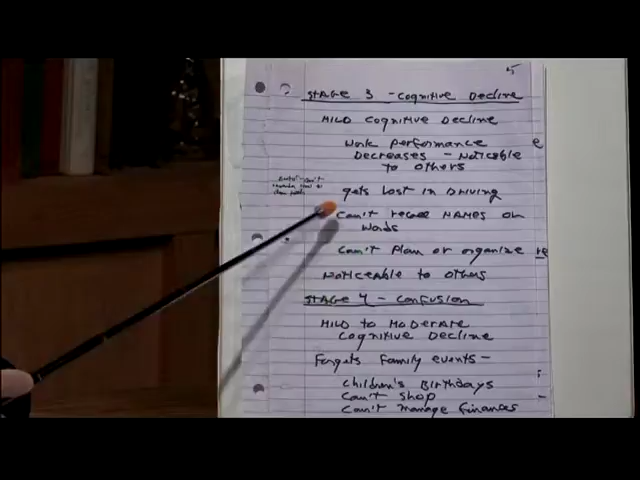 5
STAGE 3 - Cognitive Decline
MILD Cognitive Decline
Work Performance
Decreases - Noticeable
to others
gets Lost in Driving
Can't recall NAMES or
Words
Can't Plan or organize
Noticeable to others
STAGE 4 - Confusion
MILD to Moderate
Cognitive Decline
Forgets Family events -
Children's Birthdays
Can't Shop
Can't Manage Finances